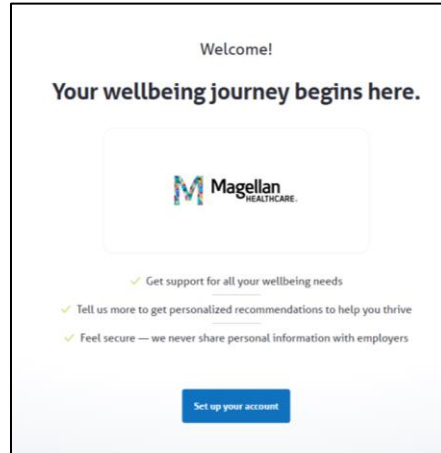 Welcome!
Your wellbeing journey begins here.
Magellan
HEALTHCARE.
Get support for all your wellbeing needs
Tell us more to get personalized recommendations to help you thrive
Feel secure — we never share personal information with employers
Set up your account